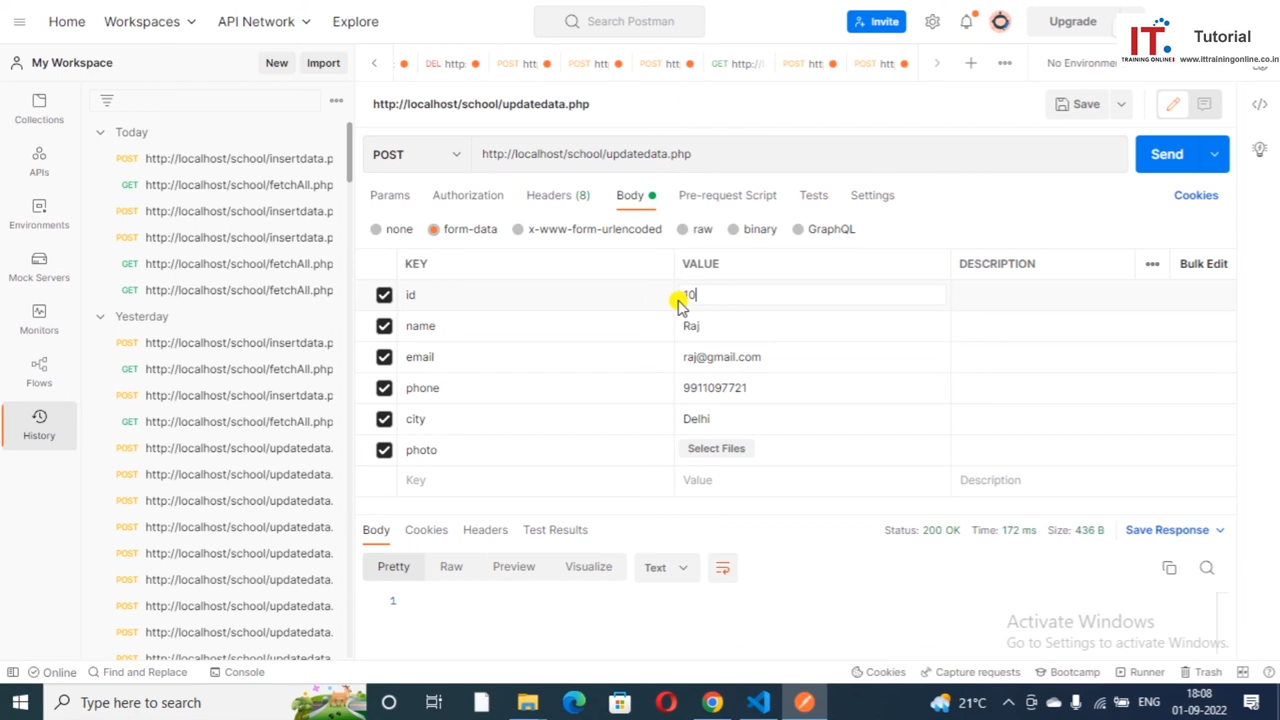 Home Workspaces API Network Explore Search Postman Invite Upgrade
IT. Tutorial
TRAINING ONLINE www.ittrainingonline.co.in
My Workspace New Import DEL http: POST htt POST htt POST htt GET http:// POST htt POST htt No Environme
Collections
APIs
Environments
Mock Servers
Monitors
Flows
History
Today
POST http://localhost/school/insertdata.p
GET http://localhost/school/fetchAll.php
POST http://localhost/school/insertdata.p
POST http://localhost/school/insertdata.p
GET http://localhost/school/fetchAll.php
GET http://localhost/school/fetchAll.php
Yesterday
POST http://localhost/school/insertdata.p
GET http://localhost/school/fetchAll.php
POST http://localhost/school/insertdata.p
GET http://localhost/school/fetchAll.php
POST http://localhost/school/updatedata.
POST http://localhost/school/updatedata.
POST http://localhost/school/updatedata.
POST http://localhost/school/updatedata.
POST http://localhost/school/updatedata.
POST http://localhost/school/updatedata.
POST http://localhost/school/updatedata.
POST http://localhost/school/updatedata.
POST http://localhost/school/updatedata.
http://localhost/school/updatedata.php Save
POST http://localhost/school/updatedata.php Send
Params Authorization Headers (8) Body Pre-request Script Tests Settings Cookies
none form-data x-www-form-urlencoded raw binary GraphQL
KEY VALUE DESCRIPTION Bulk Edit
id 10
name Raj
email raj@gmail.com
phone 9911097721
city Delhi
photo Select Files
Key Value Description
Body Cookies Headers Test Results Status: 200 OK Time: 172 ms Size: 436 B Save Response
Pretty Raw Preview Visualize Text
1
Activate Windows
Go to Settings to activate Windows.
Online Find and Replace Console Cookies Capture requests Bootcamp Runner Trash
Type here to search 21°C ENG 18:08
01-09-2022